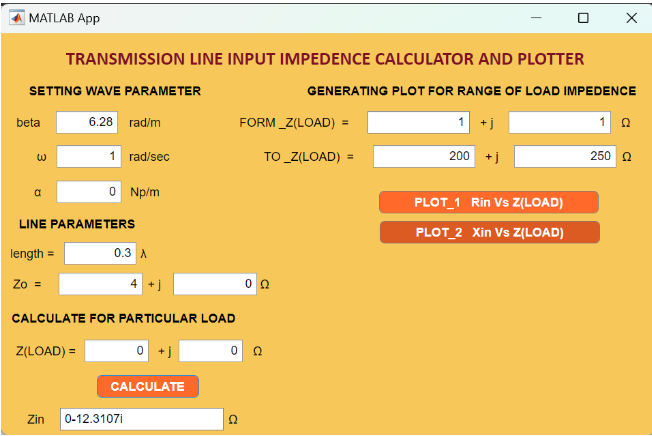 MATLAB App
TRANSMISSION LINE INPUT IMPEDENCE CALCULATOR AND PLOTTER
SETTING WAVE PARAMETER
beta 6.28 rad/m
ω 1 rad/sec
α 0 Np/m
LINE PARAMETERS
length = 0.3 λ
Zo = 4 + j 0 Ω
CALCULATE FOR PARTICULAR LOAD
Z(LOAD) = 0 + j 0 Ω
CALCULATE
Zin 0-12.3107i Ω
GENERATING PLOT FOR RANGE OF LOAD IMPEDENCE
FORM _Z(LOAD) = 1 + j 1 Ω
TO _Z(LOAD) = 200 + j 250 Ω
PLOT_1 Rin Vs Z(LOAD)
PLOT_2 Xin Vs Z(LOAD)